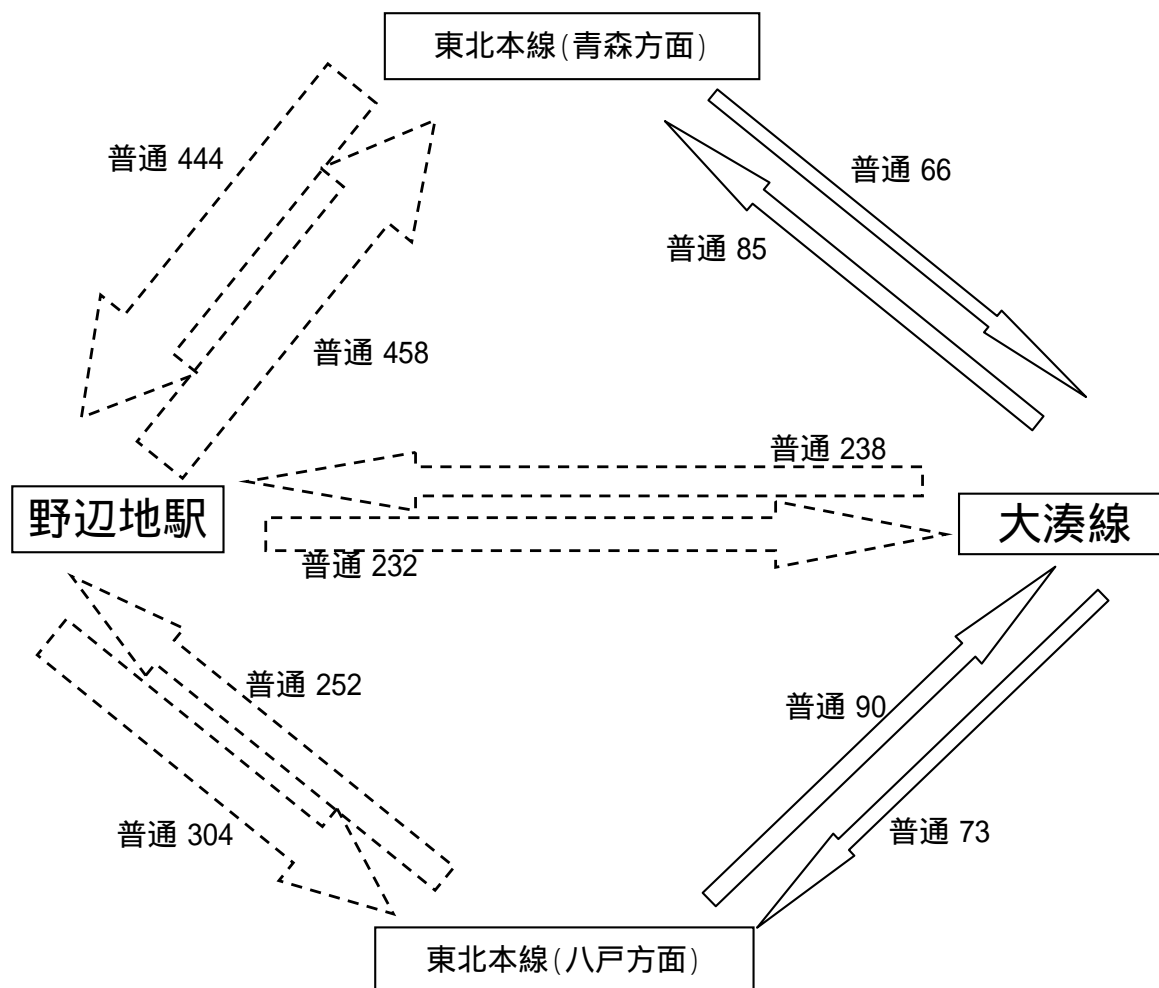 東北本線(青森方面)
普通 444
普通 66
普通 85
普通 458
普通 238
野辺地駅
大湊線
普通 232
普通 252
普通 90
普通 304
普通 73
東北本線(八戸方面)